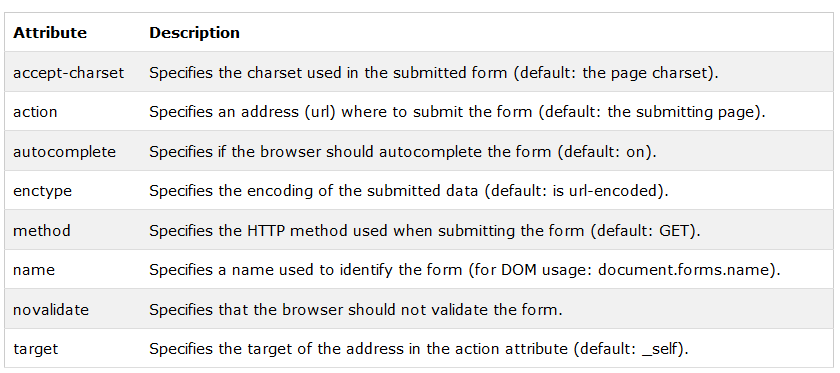 Attribute Description
accept-charset Specifies the charset used in the submitted form (default: the page charset).
action Specifies an address (url) where to submit the form (default: the submitting page).
autocomplete Specifies if the browser should autocomplete the form (default: on).
enctype Specifies the encoding of the submitted data (default: is url-encoded).
method Specifies the HTTP method used when submitting the form (default: GET).
name Specifies a name used to identify the form (for DOM usage: document.forms.name).
novalidate Specifies that the browser should not validate the form.
target Specifies the target of the address in the action attribute (default: _self).